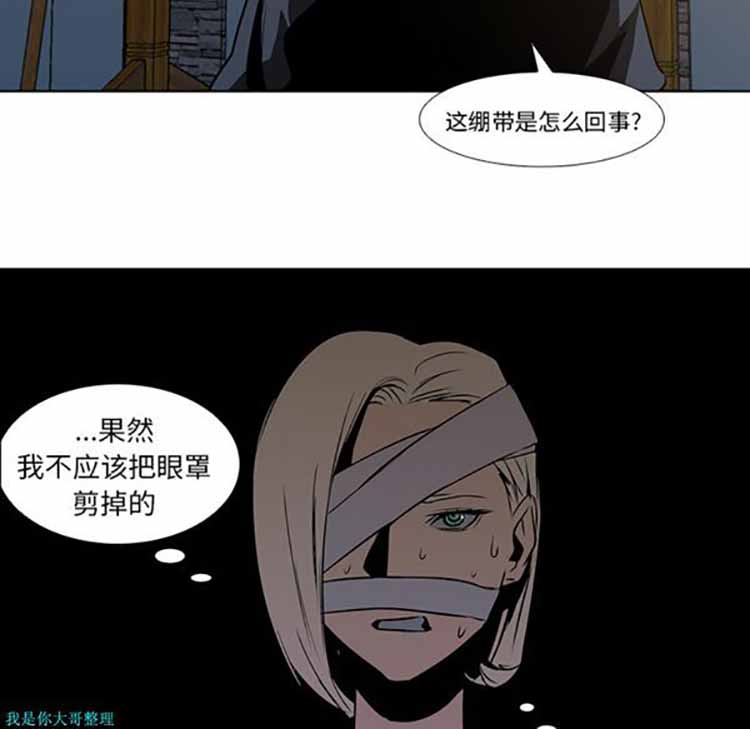 这绷带是怎么回事?
...果然
我不应该把眼罩
剪掉的
我是你大哥整理